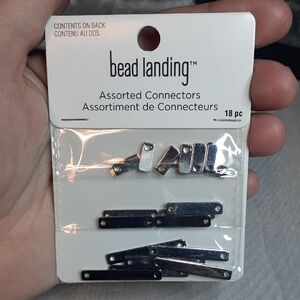 CONTENTS ON BACK
CONTENU AU DOS
bead landing™
Assorted Connectors
Assortiment de Connecteurs
18 pc